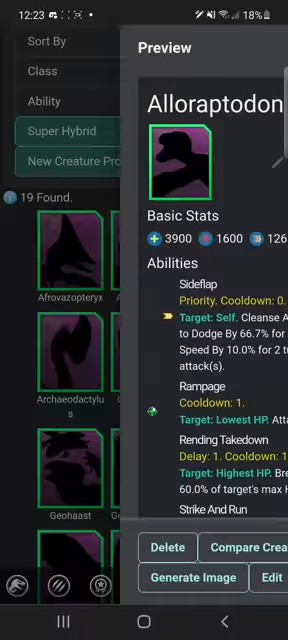 12:23
18%
Sort By
Class
Ability
Super Hybrid
New Creature Pro
19 Found.
Afrovazopteryx
A
Archaeodactylu
s
Geohaast
Ge
Preview
Alloraptodon
Basic Stats
3900 1600 126
Abilities
Sideflap
Priority. Cooldown: 0.
Target: Self. Cleanse A
to Dodge By 66.7% for
Speed By 10.0% for 2 tu
attack(s).
Rampage
Cooldown: 1.
Target: Lowest HP. Atta
Rending Takedown
Delay: 1. Cooldown: 1
Target: Highest HP. Bre
60.0% of target's max H
Strike And Run
Delete
Compare Crea
Generate Image
Edit